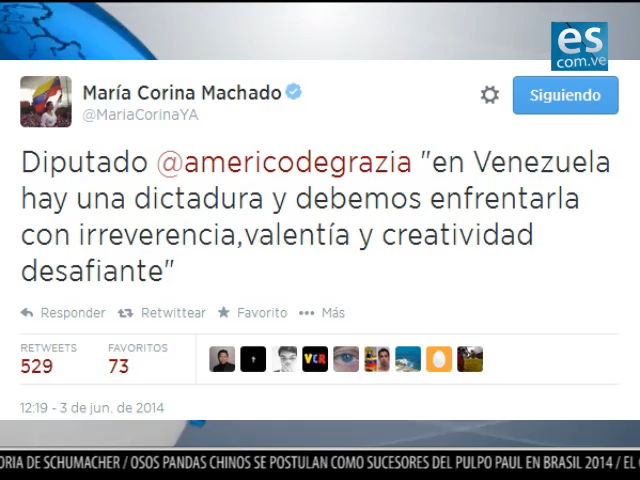 es
com.ve
María Corina Machado
@MariaCorinaYA
Siguiendo
Diputado @americodegrazia "en Venezuela
hay una dictadura y debemos enfrentarla
con irreverencia,valentía y creatividad
desafiante"
Responder Retwittear Favorito Más
RETWEETS FAVORITOS
529 73
VCR
12:19 - 3 de jun. de 2014
ORIA DE SCHUMACHER / OSOS PANDAS CHINOS SE POSTULAN COMO SUCESORES DEL PULPO PAUL EN BRASIL 2014 / EL